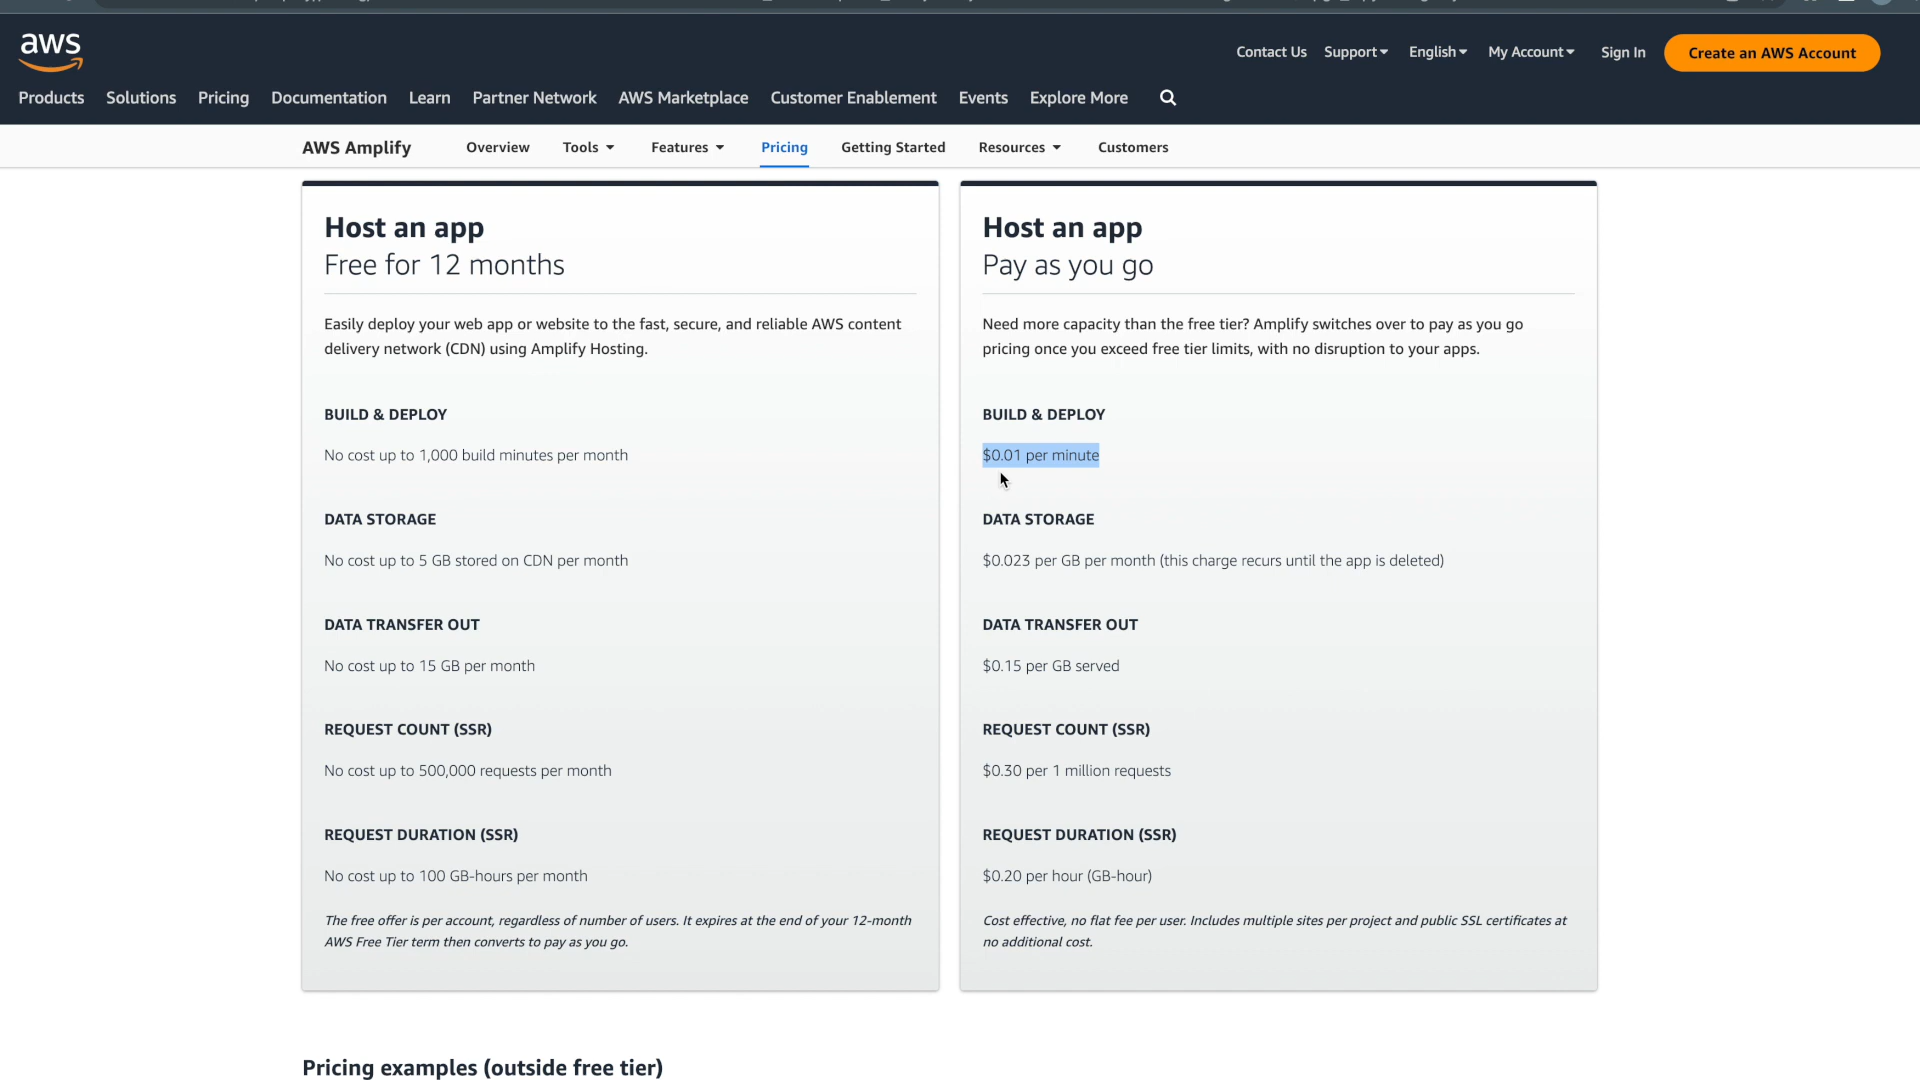 aws
Contact Us Support English My Account Sign In Create an AWS Account
Products Solutions Pricing Documentation Learn Partner Network AWS Marketplace Customer Enablement Events Explore More
AWS Amplify Overview Tools Features Pricing Getting Started Resources Customers
Host an app
Free for 12 months
Easily deploy your web app or website to the fast, secure, and reliable AWS content
delivery network (CDN) using Amplify Hosting.
BUILD & DEPLOY
No cost up to 1,000 build minutes per month
DATA STORAGE
No cost up to 5 GB stored on CDN per month
DATA TRANSFER OUT
No cost up to 15 GB per month
REQUEST COUNT (SSR)
No cost up to 500,000 requests per month
REQUEST DURATION (SSR)
No cost up to 100 GB-hours per month
The free offer is per account, regardless of number of users. It expires at the end of your 12-month
AWS Free Tier term then converts to pay as you go.
Host an app
Pay as you go
Need more capacity than the free tier? Amplify switches over to pay as you go
pricing once you exceed free tier limits, with no disruption to your apps.
BUILD & DEPLOY
$0.01 per minute
DATA STORAGE
$0.023 per GB per month (this charge recurs until the app is deleted)
DATA TRANSFER OUT
$0.15 per GB served
REQUEST COUNT (SSR)
$0.30 per 1 million requests
REQUEST DURATION (SSR)
$0.20 per hour (GB-hour)
Cost effective, no flat fee per user. Includes multiple sites per project and public SSL certificates at
no additional cost.
Pricing examples (outside free tier)